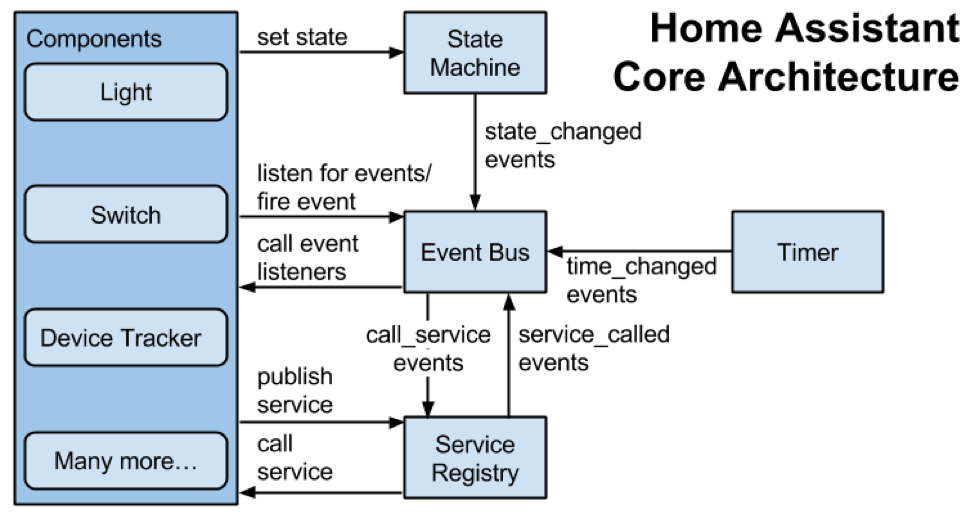 Home Assistant
Core Architecture
Components
Light
Switch
Device Tracker
Many more...
set state
State
Machine
state_changed
events
listen for events/
fire event
call event
listeners
Event Bus
time_changed
events
Timer
call_service
events
service_called
events
publish
service
call
service
Service
Registry